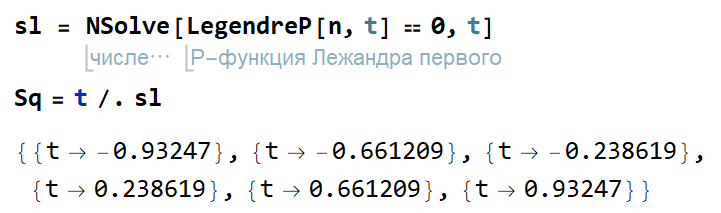 sl = NSolve[LegendreP[n, t] == 0, t]
числе⋯ P-функция Лежандра первого
Sq = t /. sl
{{t → -0.93247}, {t → -0.661209}, {t → -0.238619},
{t → 0.238619}, {t → 0.661209}, {t → 0.93247}}